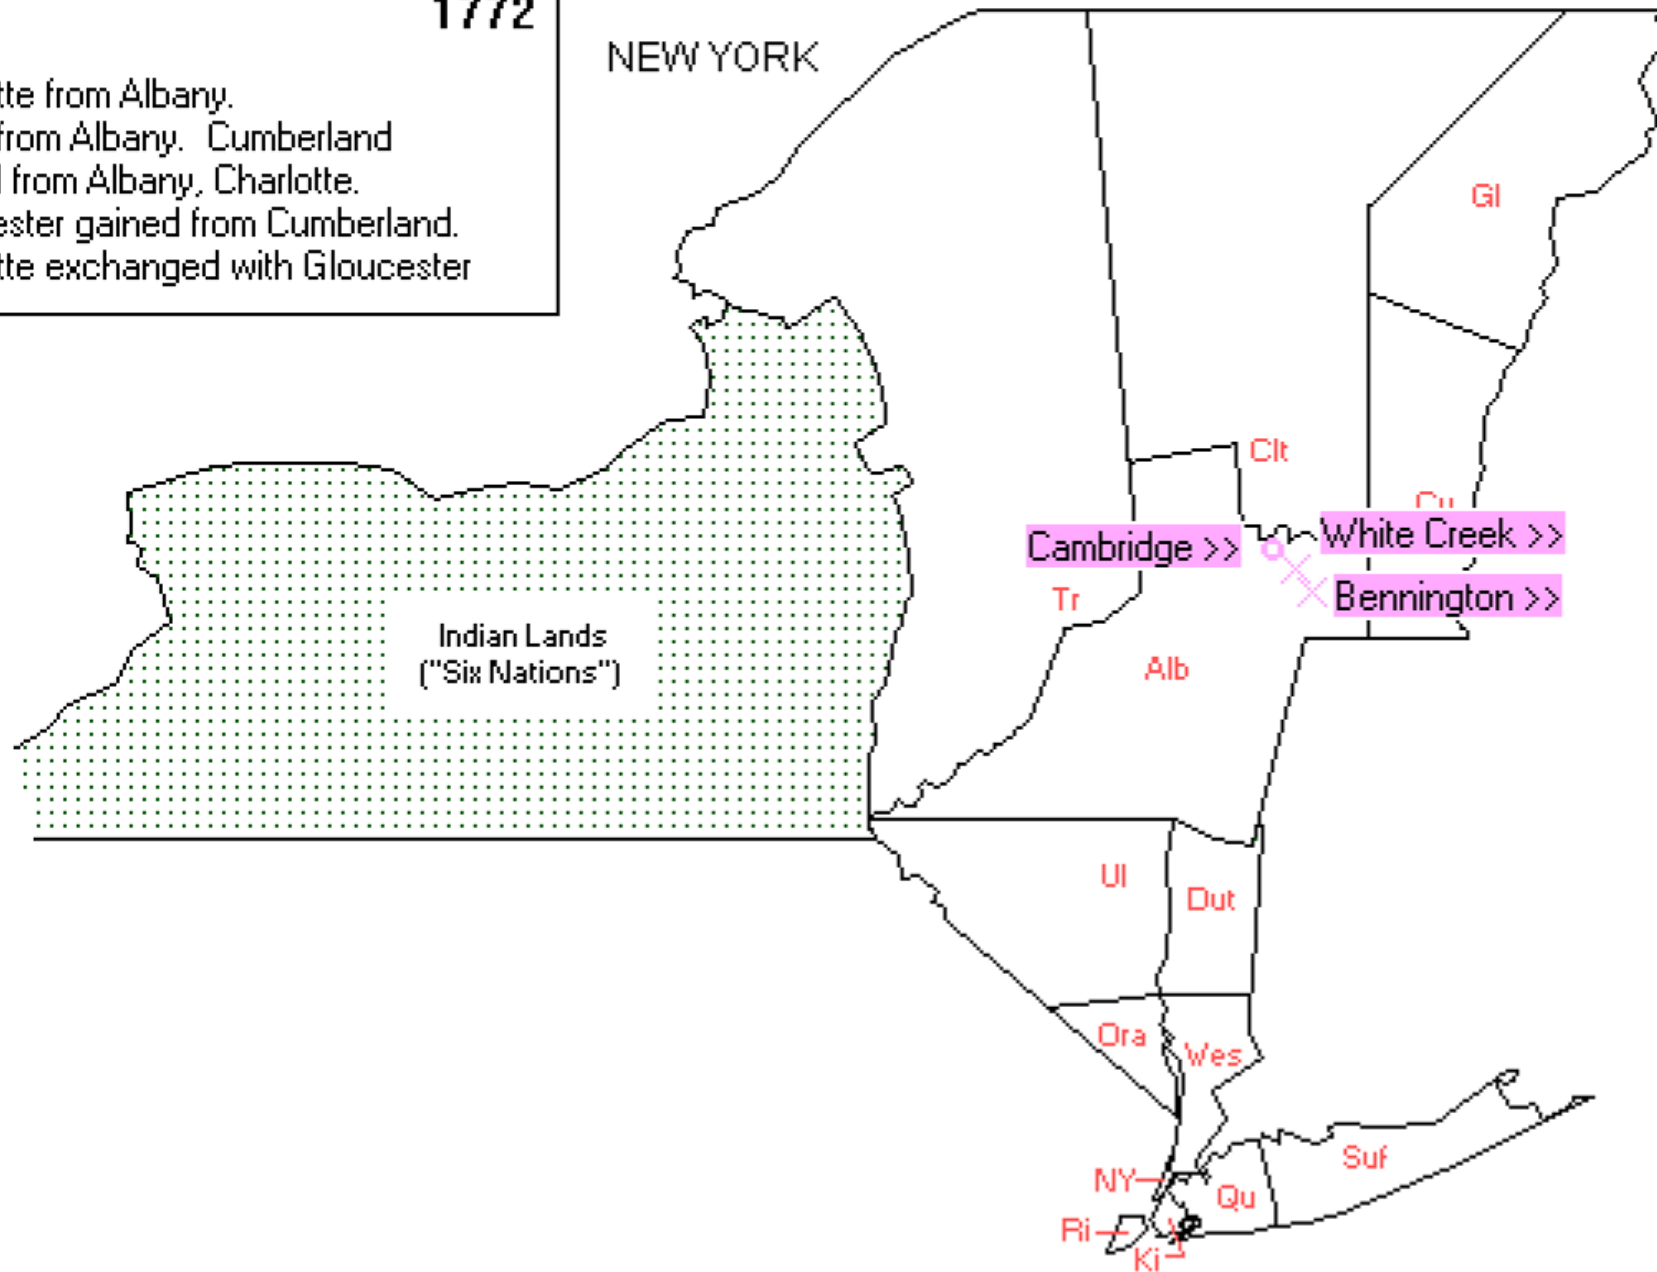 1772
tte from Albany.
from Albany. Cumberland
from Albany, Charlotte.
ester gained from Cumberland.
tte exchanged with Gloucester
NEW YORK
Gl
Clt
Cu
Cambridge >>
White Creek >>
Bennington >>
Tr
Indian Lands
("Six Nations")
Alb
Ul
Dut
Ora
Wes
Suf
NY
Qu
Ri
Ki